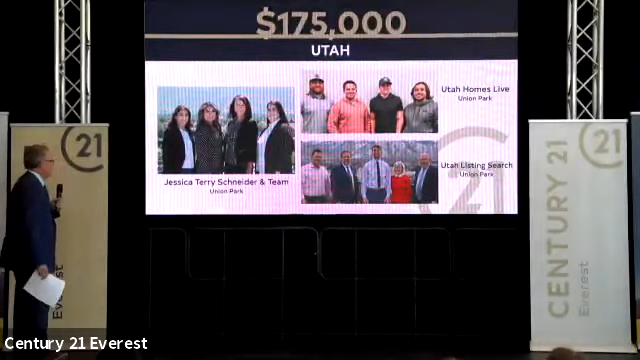 $175,000
UTAH
Utah Homes Live
Union Park
Utah Listing Search
Union Park
Jessica Terry Schneider & Team
Union Park
21
21
21
CENTURY 21
Everest
Everest
Century 21 Everest